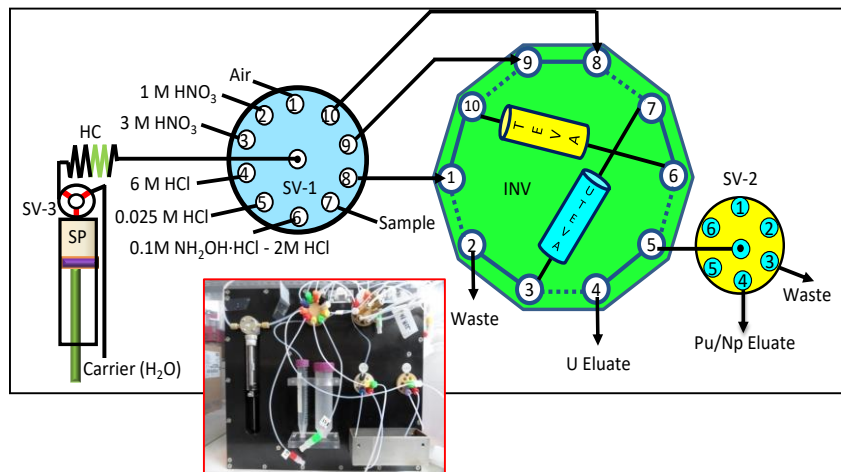 Air
1 M HNO₃
3 M HNO₃
6 M HCl
0.025 M HCl
0.1M NH₂OH·HCl - 2M HCl
Sample
1
2
3
4
5
6
7
8
9
10
SV-1
HC
SV-3
SP
Carrier (H₂O)
1
2
3
4
5
6
7
8
9
10
TEVA
UTEVA
INV
Waste
U Eluate
SV-2
1
2
3
4
5
6
Waste
Pu/Np Eluate